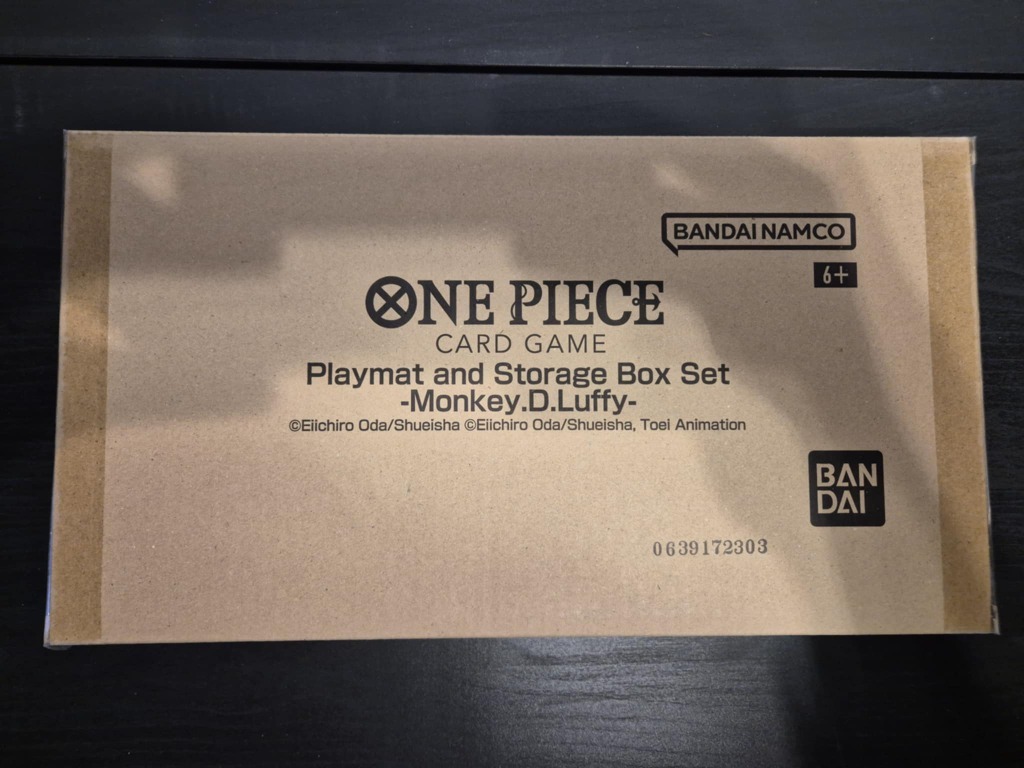 BANDAI NAMCO
6+
ONE PIECE
CARD GAME
Playmat and Storage Box Set
-Monkey.D.Luffy-
©Eiichiro Oda/Shueisha ©Eiichiro Oda/Shueisha, Toei Animation
BAN
DAI
0639172303